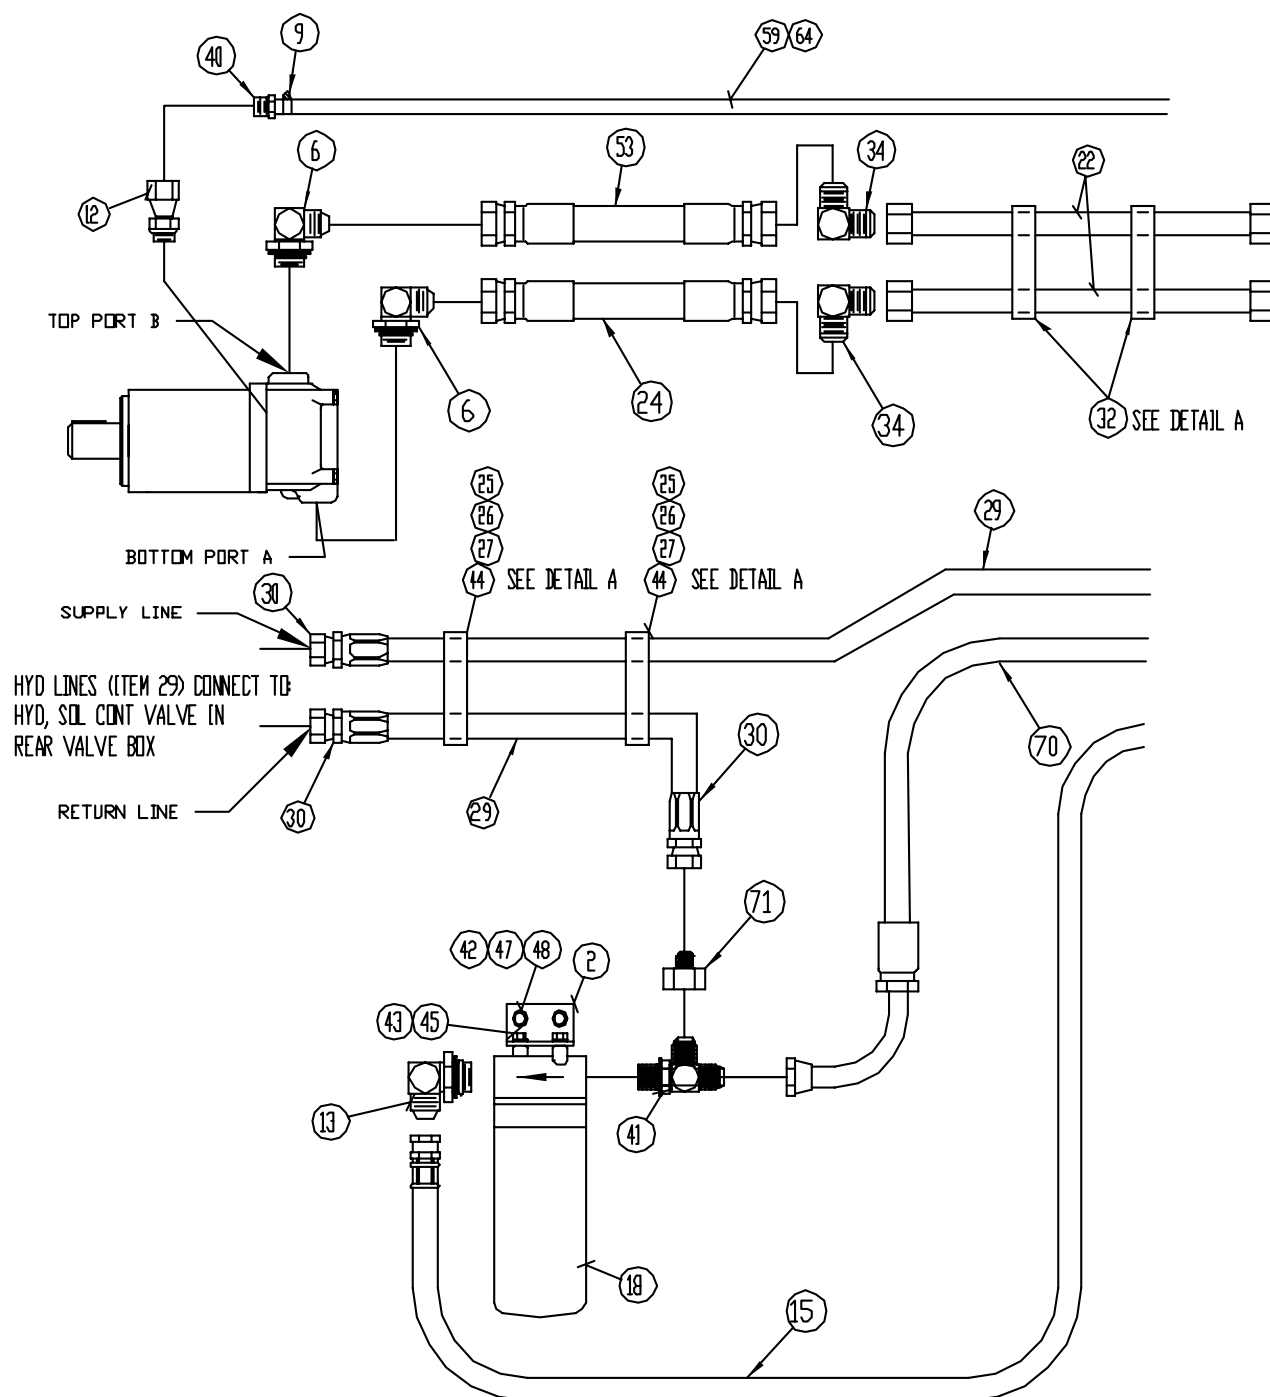 9
40
59 64
6
53
34
22
12
TOP PORT B
6
24
34
32 SEE DETAIL A
25
26
27
44 SEE DETAIL A
25
26
27
44 SEE DETAIL A
29
BOTTOM PORT A
30
SUPPLY LINE
HYD LINES (ITEM 29) CONNECT TO:
HYD, SOL CONT VALVE IN
REAR VALVE BOX
30
70
RETURN LINE
30
29
71
42 47 48
2
43 45
13
41
18
15